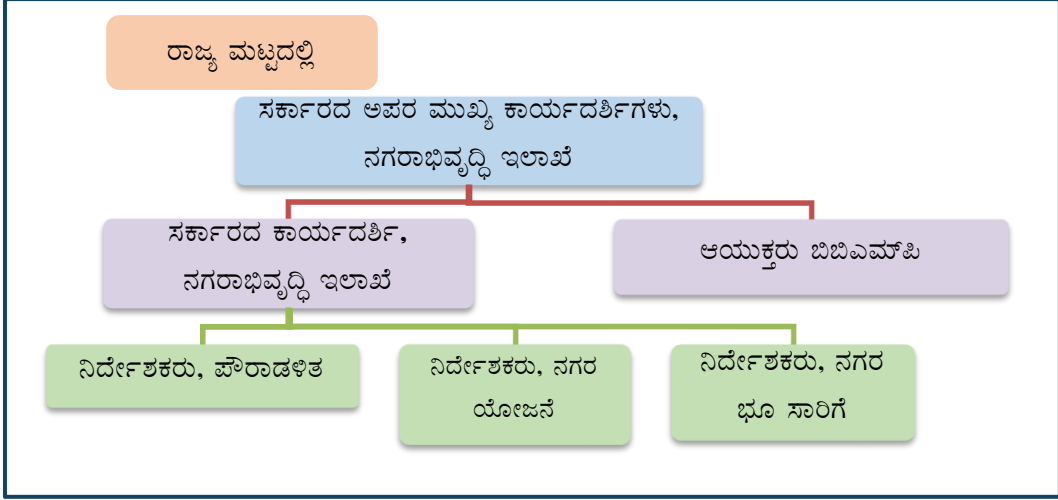 ರಾಜ್ಯ ಮಟ್ಟದಲ್ಲಿ
ಸರ್ಕಾರದ ಅಪರ ಮುಖ್ಯ ಕಾರ್ಯದರ್ಶಿಗಳು,
ನಗರಾಭಿವೃದ್ಧಿ ಇಲಾಖೆ
ಸರ್ಕಾರದ ಕಾರ್ಯದರ್ಶಿ,
ನಗರಾಭಿವೃದ್ಧಿ ಇಲಾಖೆ
ಆಯುಕ್ತರು ಬಿಬಿಎಮ್‌ಪಿ
ನಿರ್ದೇಶಕರು, ಪೌರಾಡಳಿತ
ನಿರ್ದೇಶಕರು, ನಗರ
ಯೋಜನೆ
ನಿರ್ದೇಶಕರು, ನಗರ
ಭೂ ಸಾರಿಗೆ